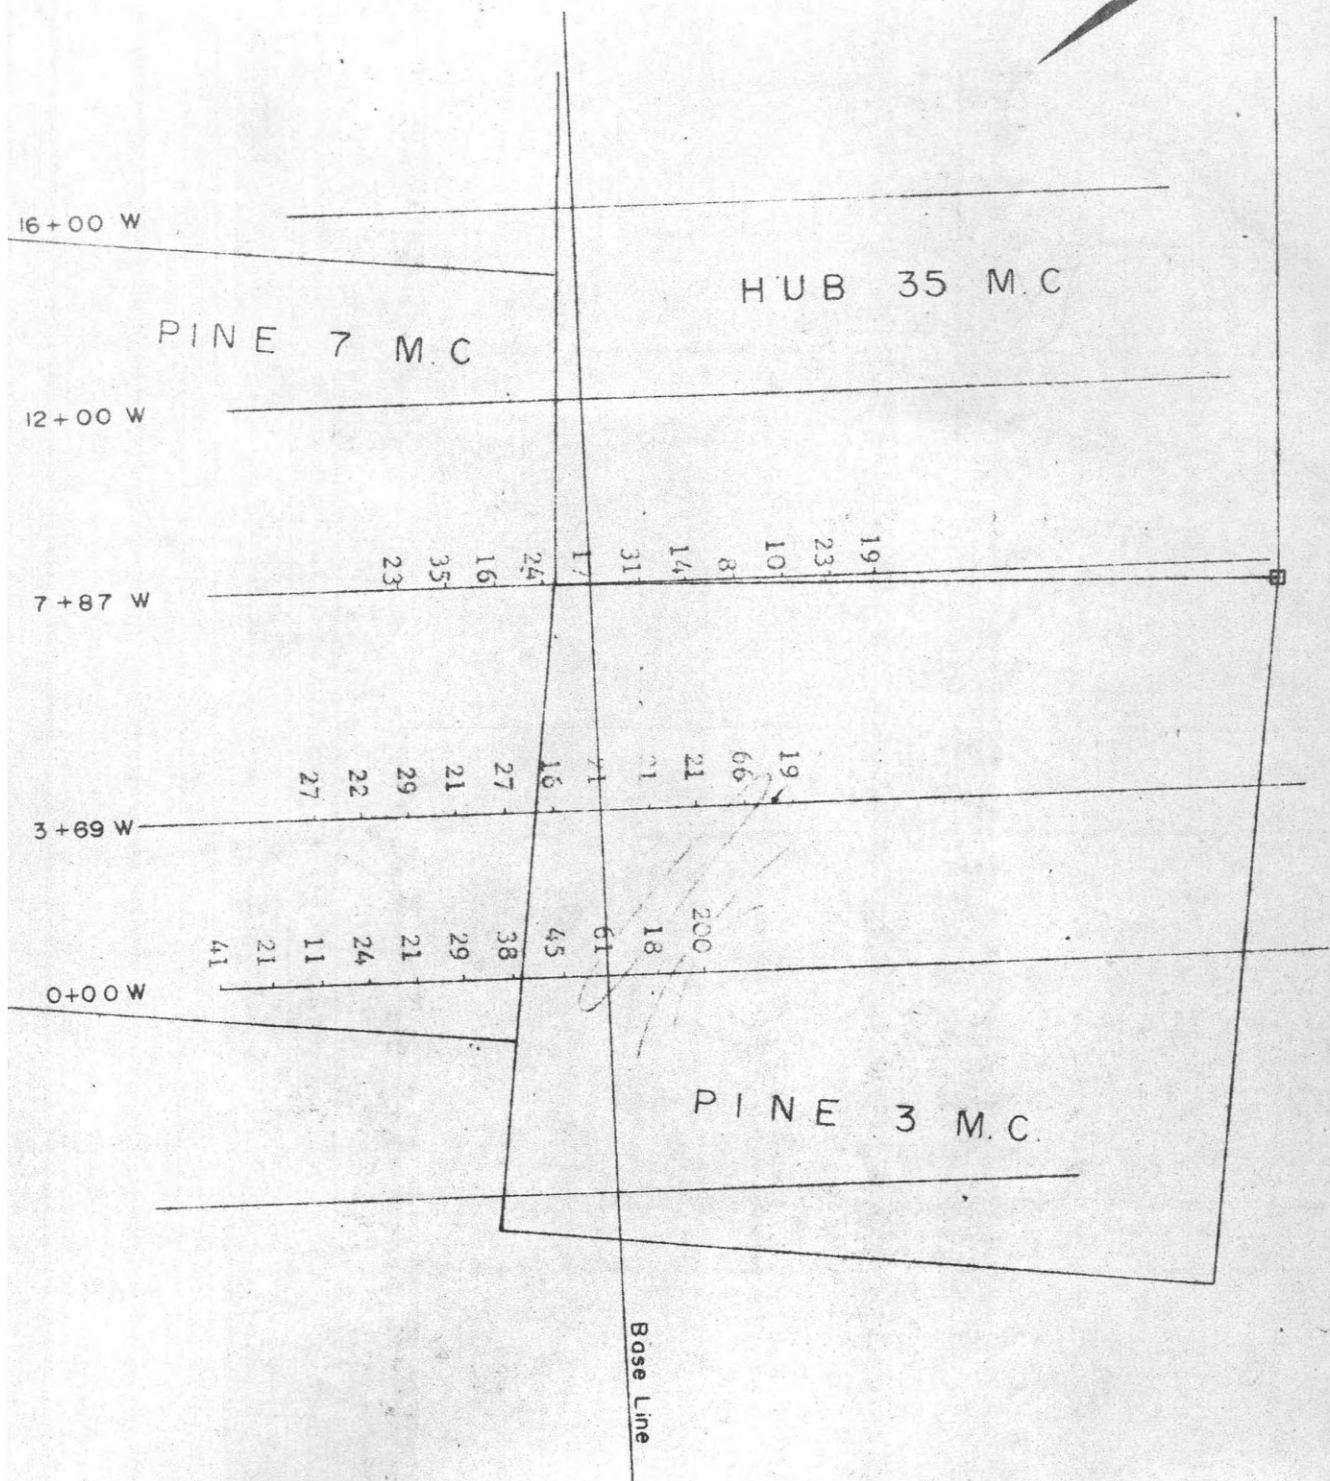 16+00 W
HUB 35 M.C
PINE 7 M.C
12+00 W
23 35 16 24 17 31 14 8 10 23 19
7+87 W
27 22 29 21 27 16 21 66 19
3+69 W
41 21 11 24 21 29 38 45 61 18 200
0+00 W
PINE 3 M.C.
Base Line